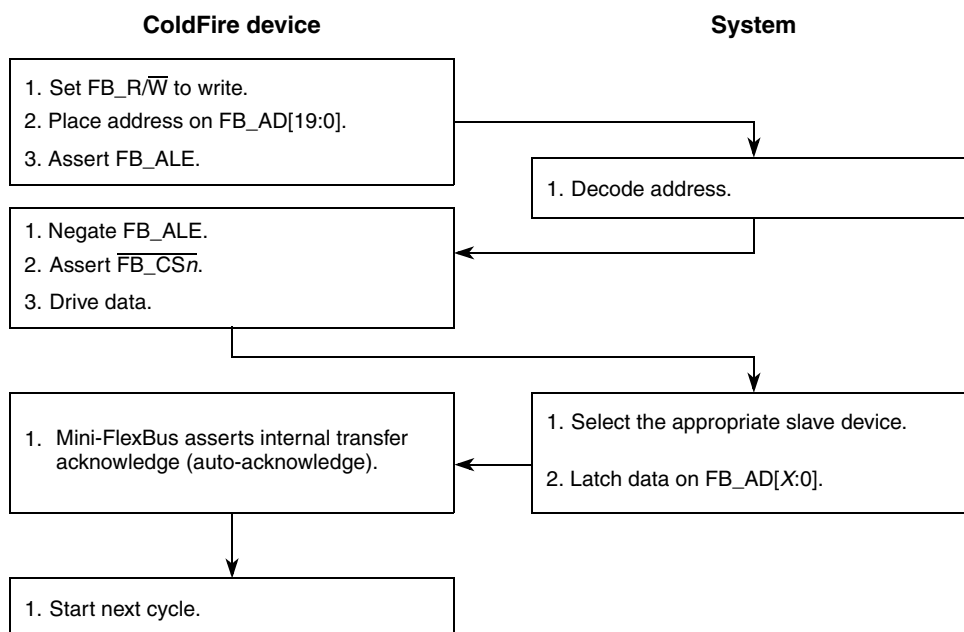 ColdFire device
System
1. Set FB_R/W̅ to write.
2. Place address on FB_AD[19:0].
3. Assert FB_ALE.
1. Decode address.
1. Negate FB_ALE.
2. Assert F̅B̅_̅C̅S̅n̅.
3. Drive data.
1. Mini-FlexBus asserts internal transfer
acknowledge (auto-acknowledge).
1. Select the appropriate slave device.
2. Latch data on FB_AD[X:0].
1. Start next cycle.